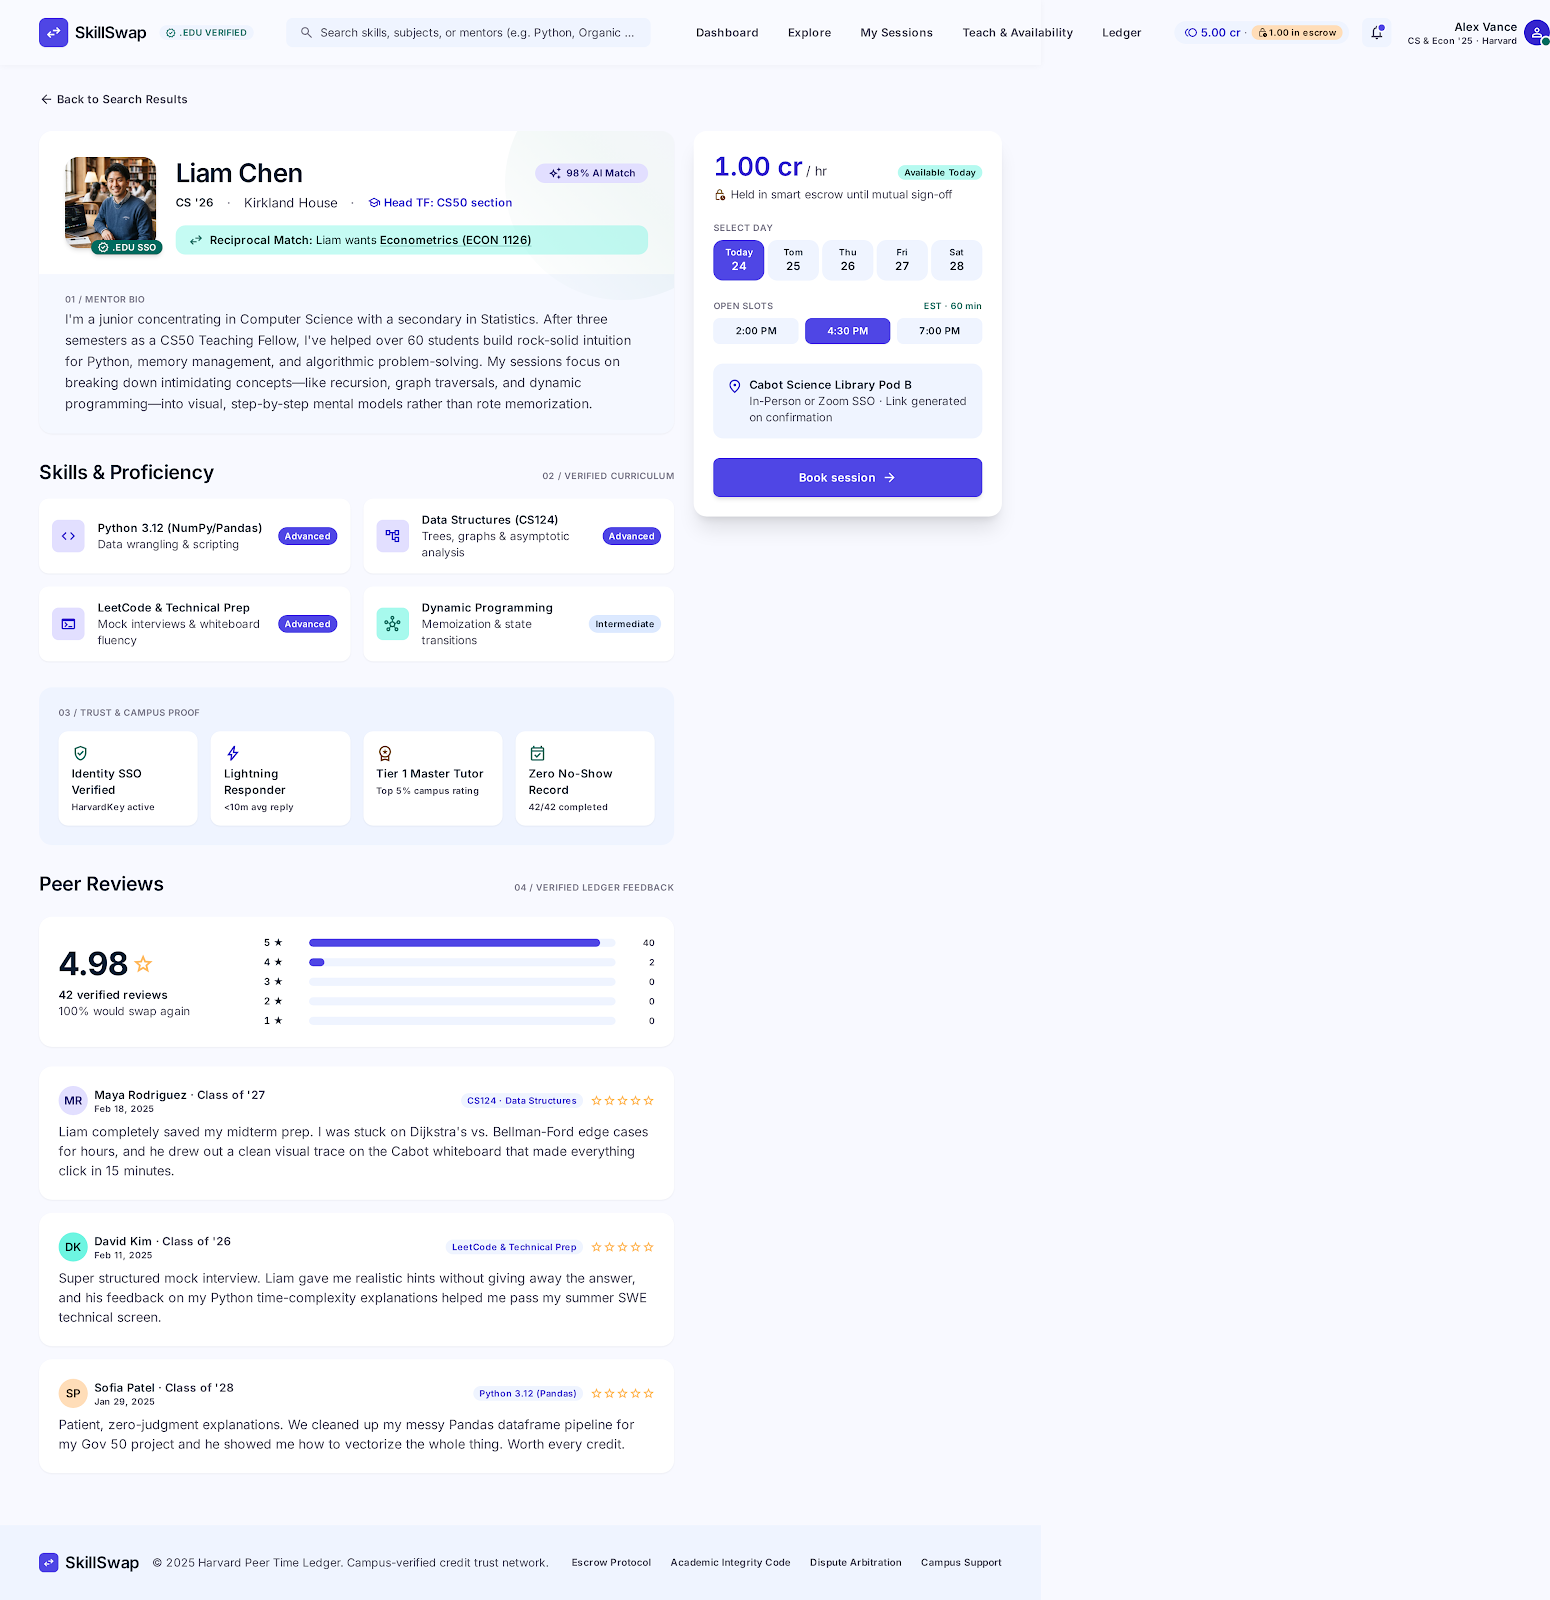 SkillSwap
.EDU VERIFIED
Search skills, subjects, or mentors (e.g. Python, Organic ...
Dashboard
Explore
My Sessions
Teach & Availability
Ledger
5.00 cr ·
1.00 in escrow
Alex Vance
CS & Econ '25 · Harvard
Back to Search Results
Liam Chen
98% AI Match
CS '26 · Kirkland House · Head TF: CS50 section
.EDU SSO
Reciprocal Match: Liam wants Econometrics (ECON 1126)
01 / MENTOR BIO
I'm a junior concentrating in Computer Science with a secondary in Statistics. After three
semesters as a CS50 Teaching Fellow, I've helped over 60 students build rock-solid intuition
for Python, memory management, and algorithmic problem-solving. My sessions focus on
breaking down intimidating concepts—like recursion, graph traversals, and dynamic
programming—into visual, step-by-step mental models rather than rote memorization.
1.00 cr / hr
Available Today
Held in smart escrow until mutual sign-off
SELECT DAY
Today
24
Tom
25
Thu
26
Fri
27
Sat
28
OPEN SLOTS
EST · 60 min
2:00 PM
4:30 PM
7:00 PM
Cabot Science Library Pod B
In-Person or Zoom SSO · Link generated
on confirmation
Book session
Skills & Proficiency
02 / VERIFIED CURRICULUM
Python 3.12 (NumPy/Pandas)
Data wrangling & scripting
Advanced
Data Structures (CS124)
Trees, graphs & asymptotic
analysis
Advanced
LeetCode & Technical Prep
Mock interviews & whiteboard
fluency
Advanced
Dynamic Programming
Memoization & state
transitions
Intermediate
03 / TRUST & CAMPUS PROOF
Identity SSO
Verified
HarvardKey active
Lightning
Responder
<10m avg reply
Tier 1 Master Tutor
Top 5% campus rating
Zero No-Show
Record
42/42 completed
Peer Reviews
04 / VERIFIED LEDGER FEEDBACK
4.98
42 verified reviews
100% would swap again
5 ★ 40
4 ★ 2
3 ★ 0
2 ★ 0
1 ★ 0
MR
Maya Rodriguez · Class of '27
Feb 18, 2025
CS124 · Data Structures
Liam completely saved my midterm prep. I was stuck on Dijkstra's vs. Bellman-Ford edge cases
for hours, and he drew out a clean visual trace on the Cabot whiteboard that made everything
click in 15 minutes.
DK
David Kim · Class of '26
Feb 11, 2025
LeetCode & Technical Prep
Super structured mock interview. Liam gave me realistic hints without giving away the answer,
and his feedback on my Python time-complexity explanations helped me pass my summer SWE
technical screen.
SP
Sofia Patel · Class of '28
Jan 29, 2025
Python 3.12 (Pandas)
Patient, zero-judgment explanations. We cleaned up my messy Pandas dataframe pipeline for
my Gov 50 project and he showed me how to vectorize the whole thing. Worth every credit.
SkillSwap
© 2025 Harvard Peer Time Ledger. Campus-verified credit trust network.
Escrow Protocol
Academic Integrity Code
Dispute Arbitration
Campus Support